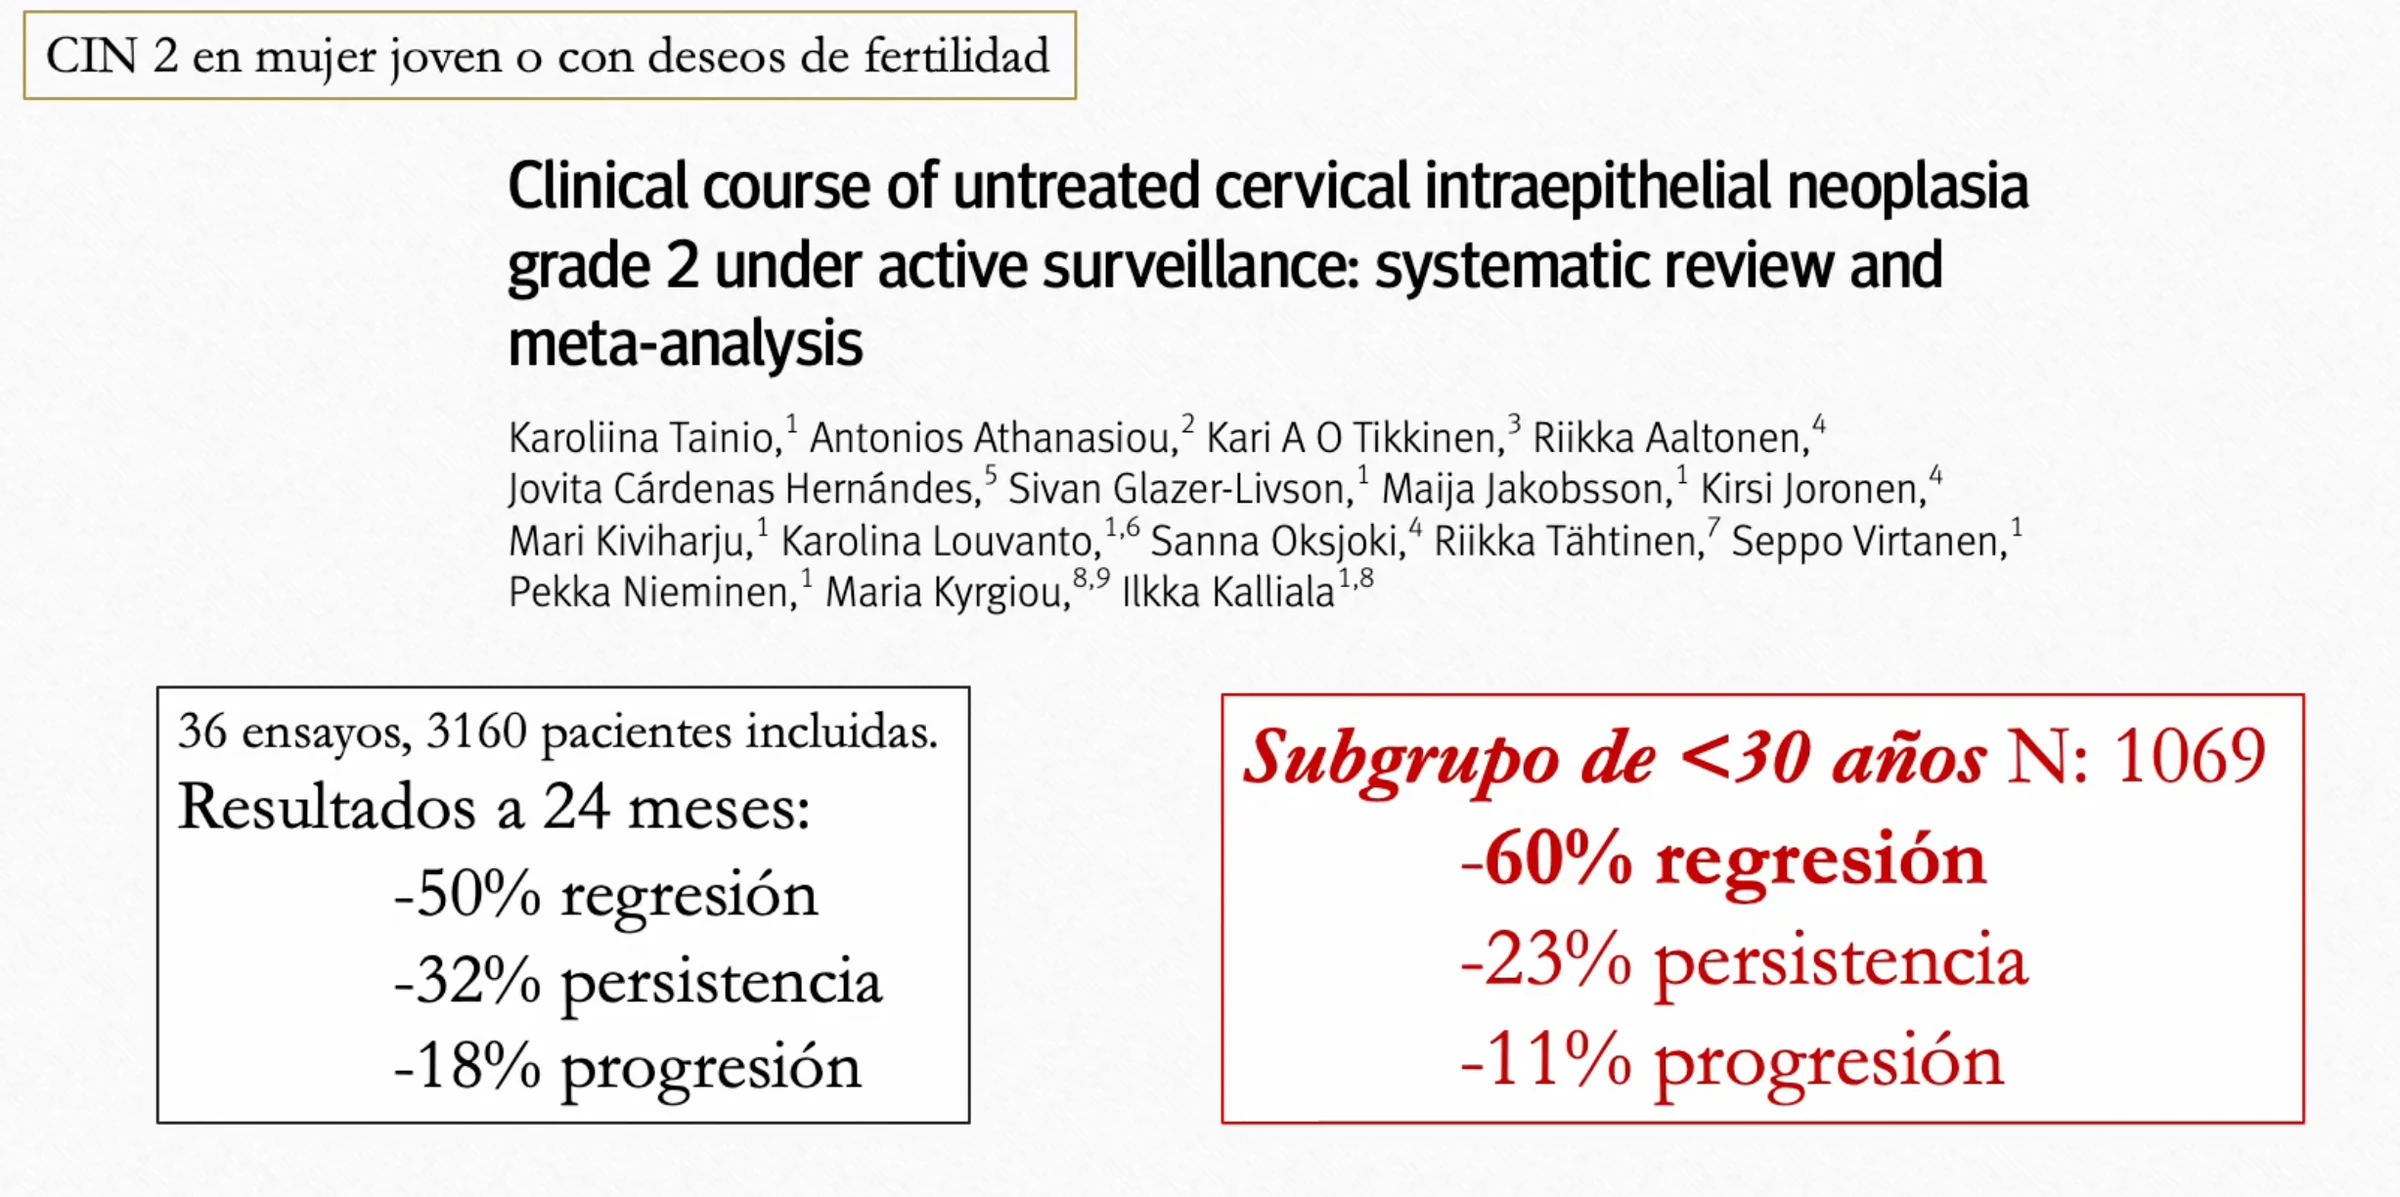 CIN 2 en mujer joven o con deseos de fertilidad
Clinical course of untreated cervical intraepithelial neoplasia
grade 2 under active surveillance: systematic review and
meta-analysis
Karoliina Tainio,1 Antonios Athanasiou,2 Kari A O Tikkinen,3 Riikka Aaltonen,4
Jovita Cárdenas Hernándes,5 Sivan Glazer-Livson,1 Maija Jakobsson,1 Kirsi Joronen,4
Mari Kiviharju,1 Karolina Louvanto,1,6 Sanna Oksjoki,4 Riikka Tähtinen,7 Seppo Virtanen,1
Pekka Nieminen,1 Maria Kyrgiou,8,9 Ilkka Kalliala1,8
36 ensayos, 3160 pacientes incluidas.
Resultados a 24 meses:
-50% regresión
-32% persistencia
-18% progresión
Subgrupo de <30 años N: 1069
-60% regresión
-23% persistencia
-11% progresión